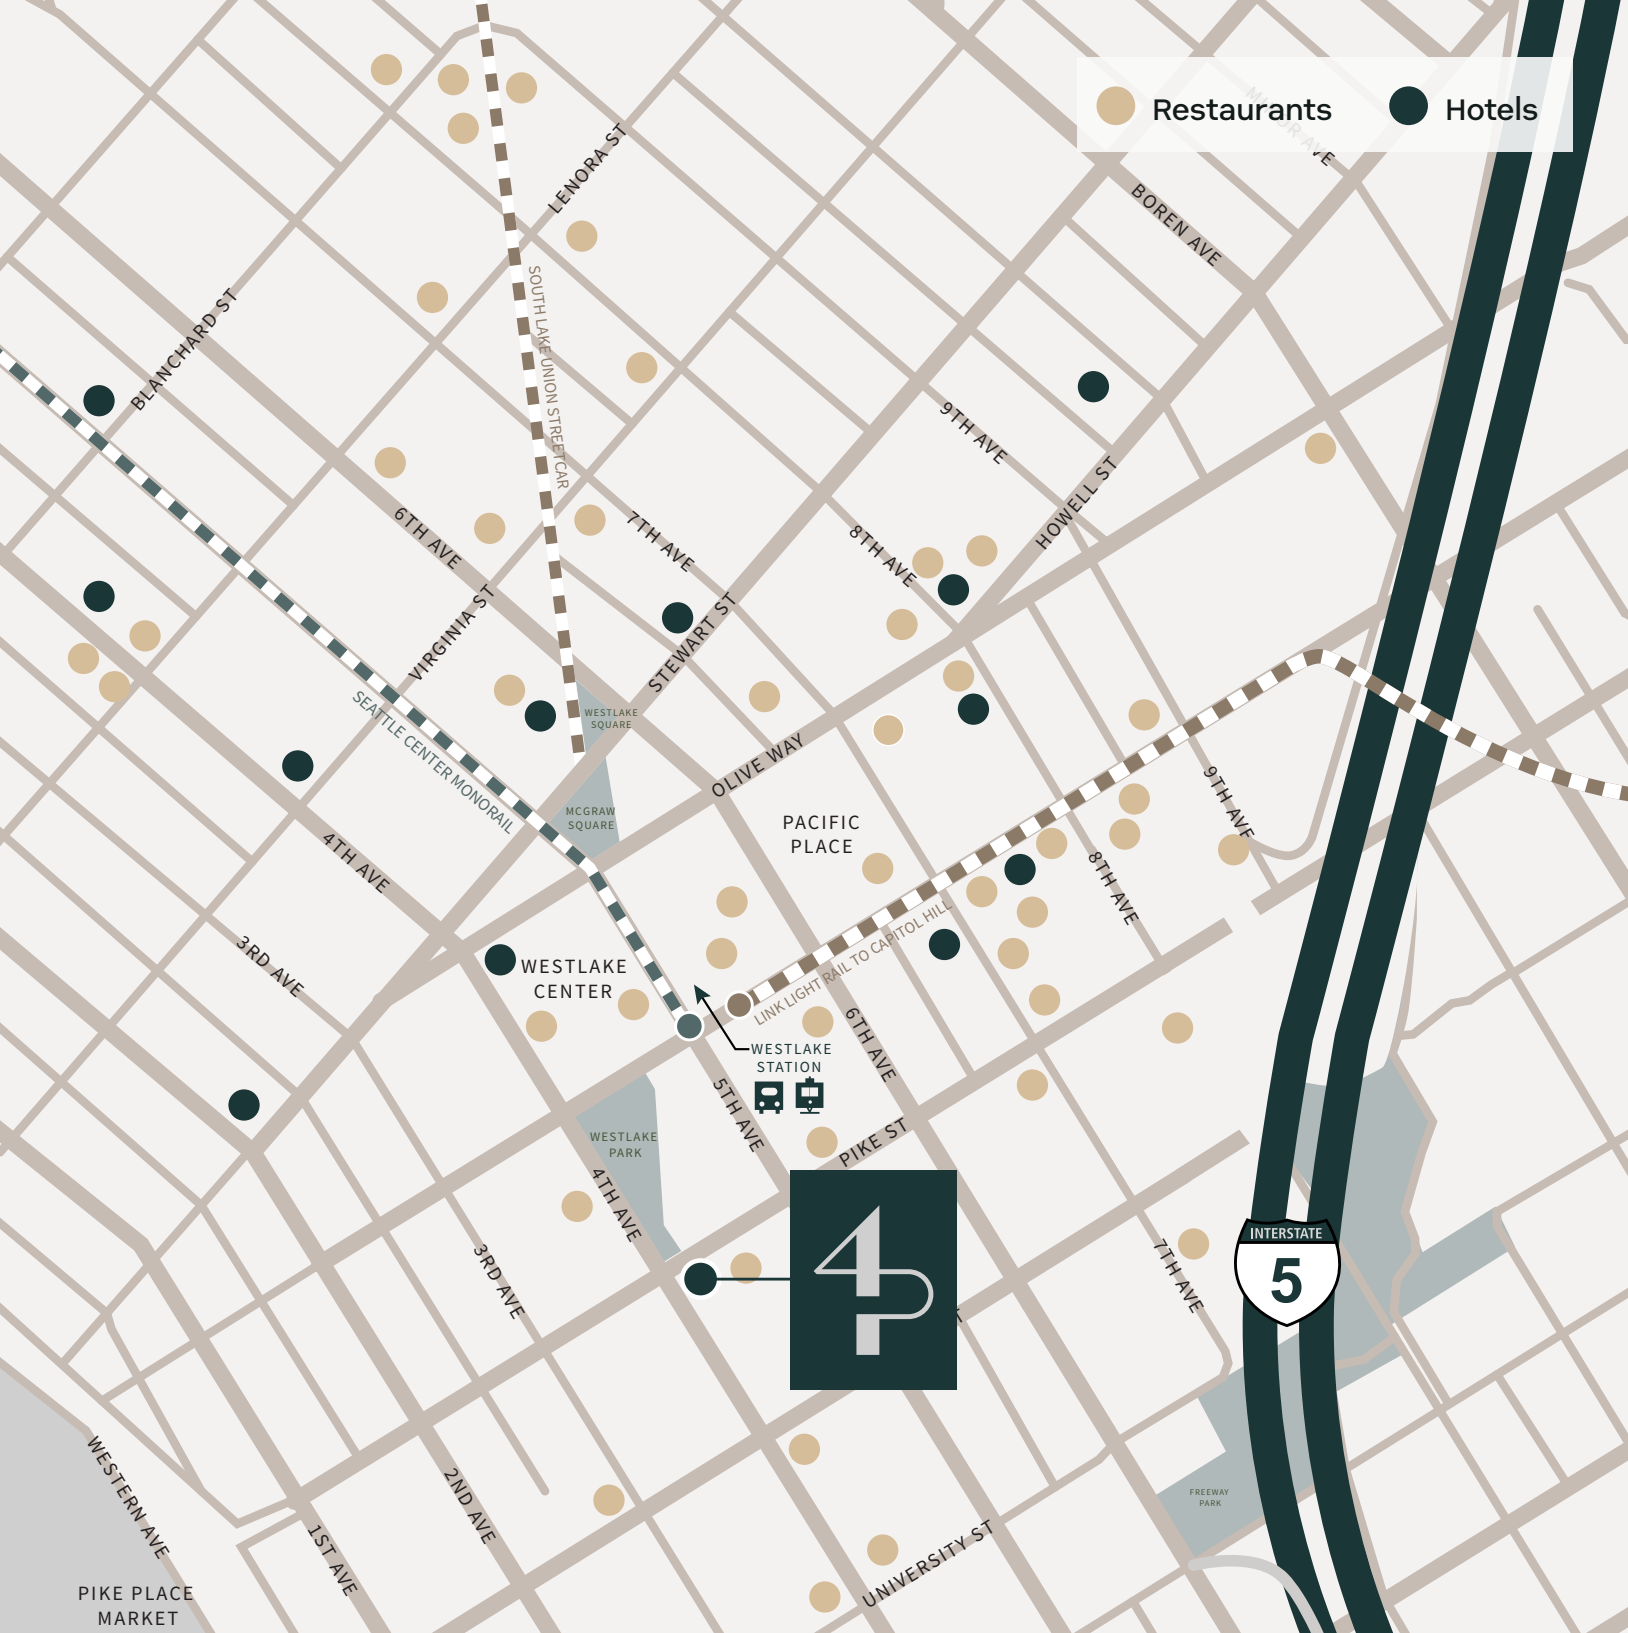 Restaurants
Hotels
LENORA ST
BOREN AVE
SOUTH LAKE UNION STREETCAR
BLANCHARD ST
9TH AVE
HOWELL ST
6TH AVE
7TH AVE
8TH AVE
VIRGINIA ST
STEWART ST
SEATTLE CENTER MONORAIL
WESTLAKE
SQUARE
OLIVE WAY
MCGRAW
SQUARE
PACIFIC
PLACE
9TH AVE
4TH AVE
8TH AVE
3RD AVE
WESTLAKE
CENTER
LINK LIGHT RAIL TO CAPITOL HILL
6TH AVE
WESTLAKE
STATION
5TH AVE
PIKE ST
WESTLAKE
PARK
4TH AVE
3RD AVE
7TH AVE
INTERSTATE
5
4
WESTERN AVE
2ND AVE
1ST AVE
FREEWAY
PARK
UNIVERSITY ST
PIKE PLACE
MARKET